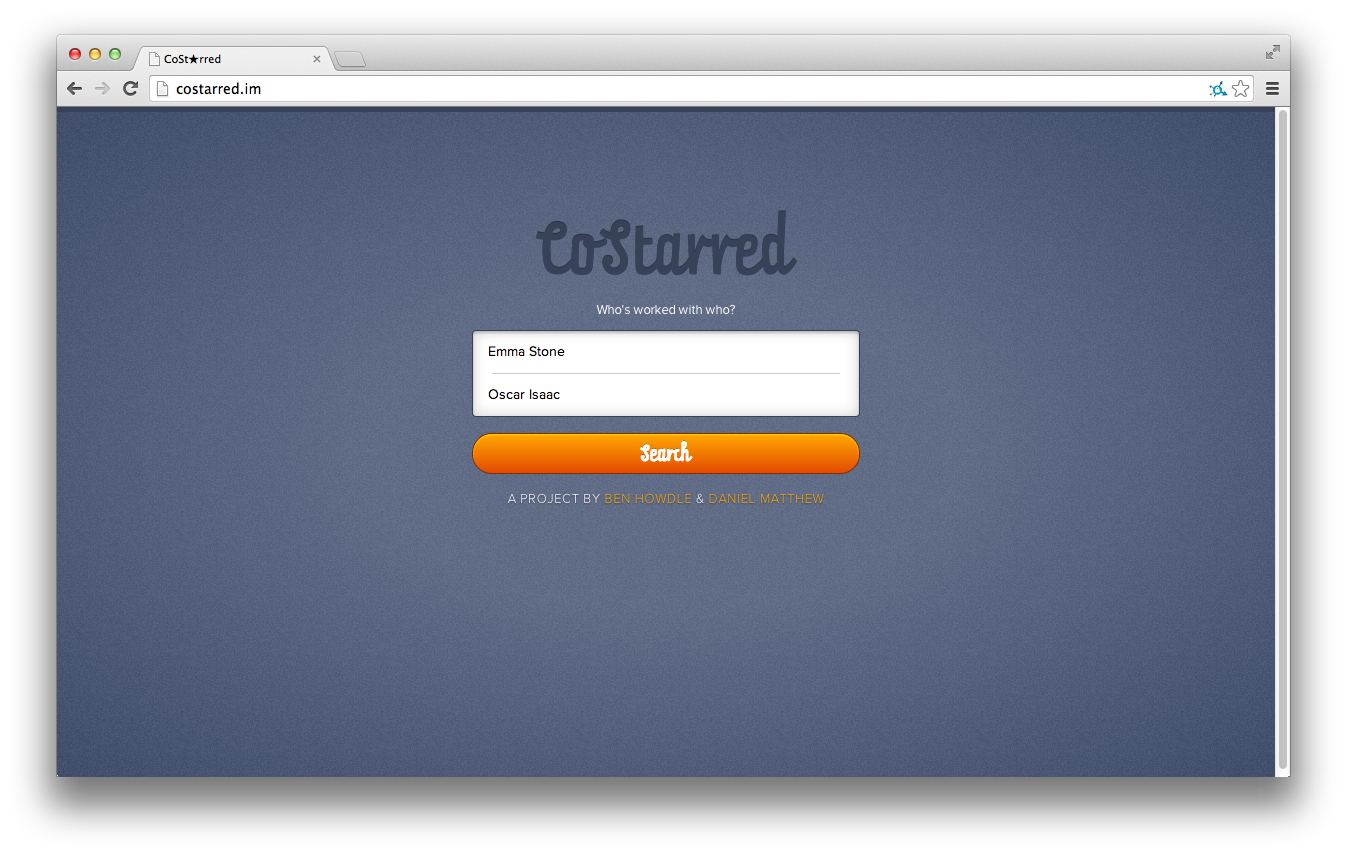 CoSt★rred
costarred.im
CoStarred
Who's worked with who?
Emma Stone
Oscar Isaac
Search
A PROJECT BY BEN HOWDLE & DANIEL MATTHEW